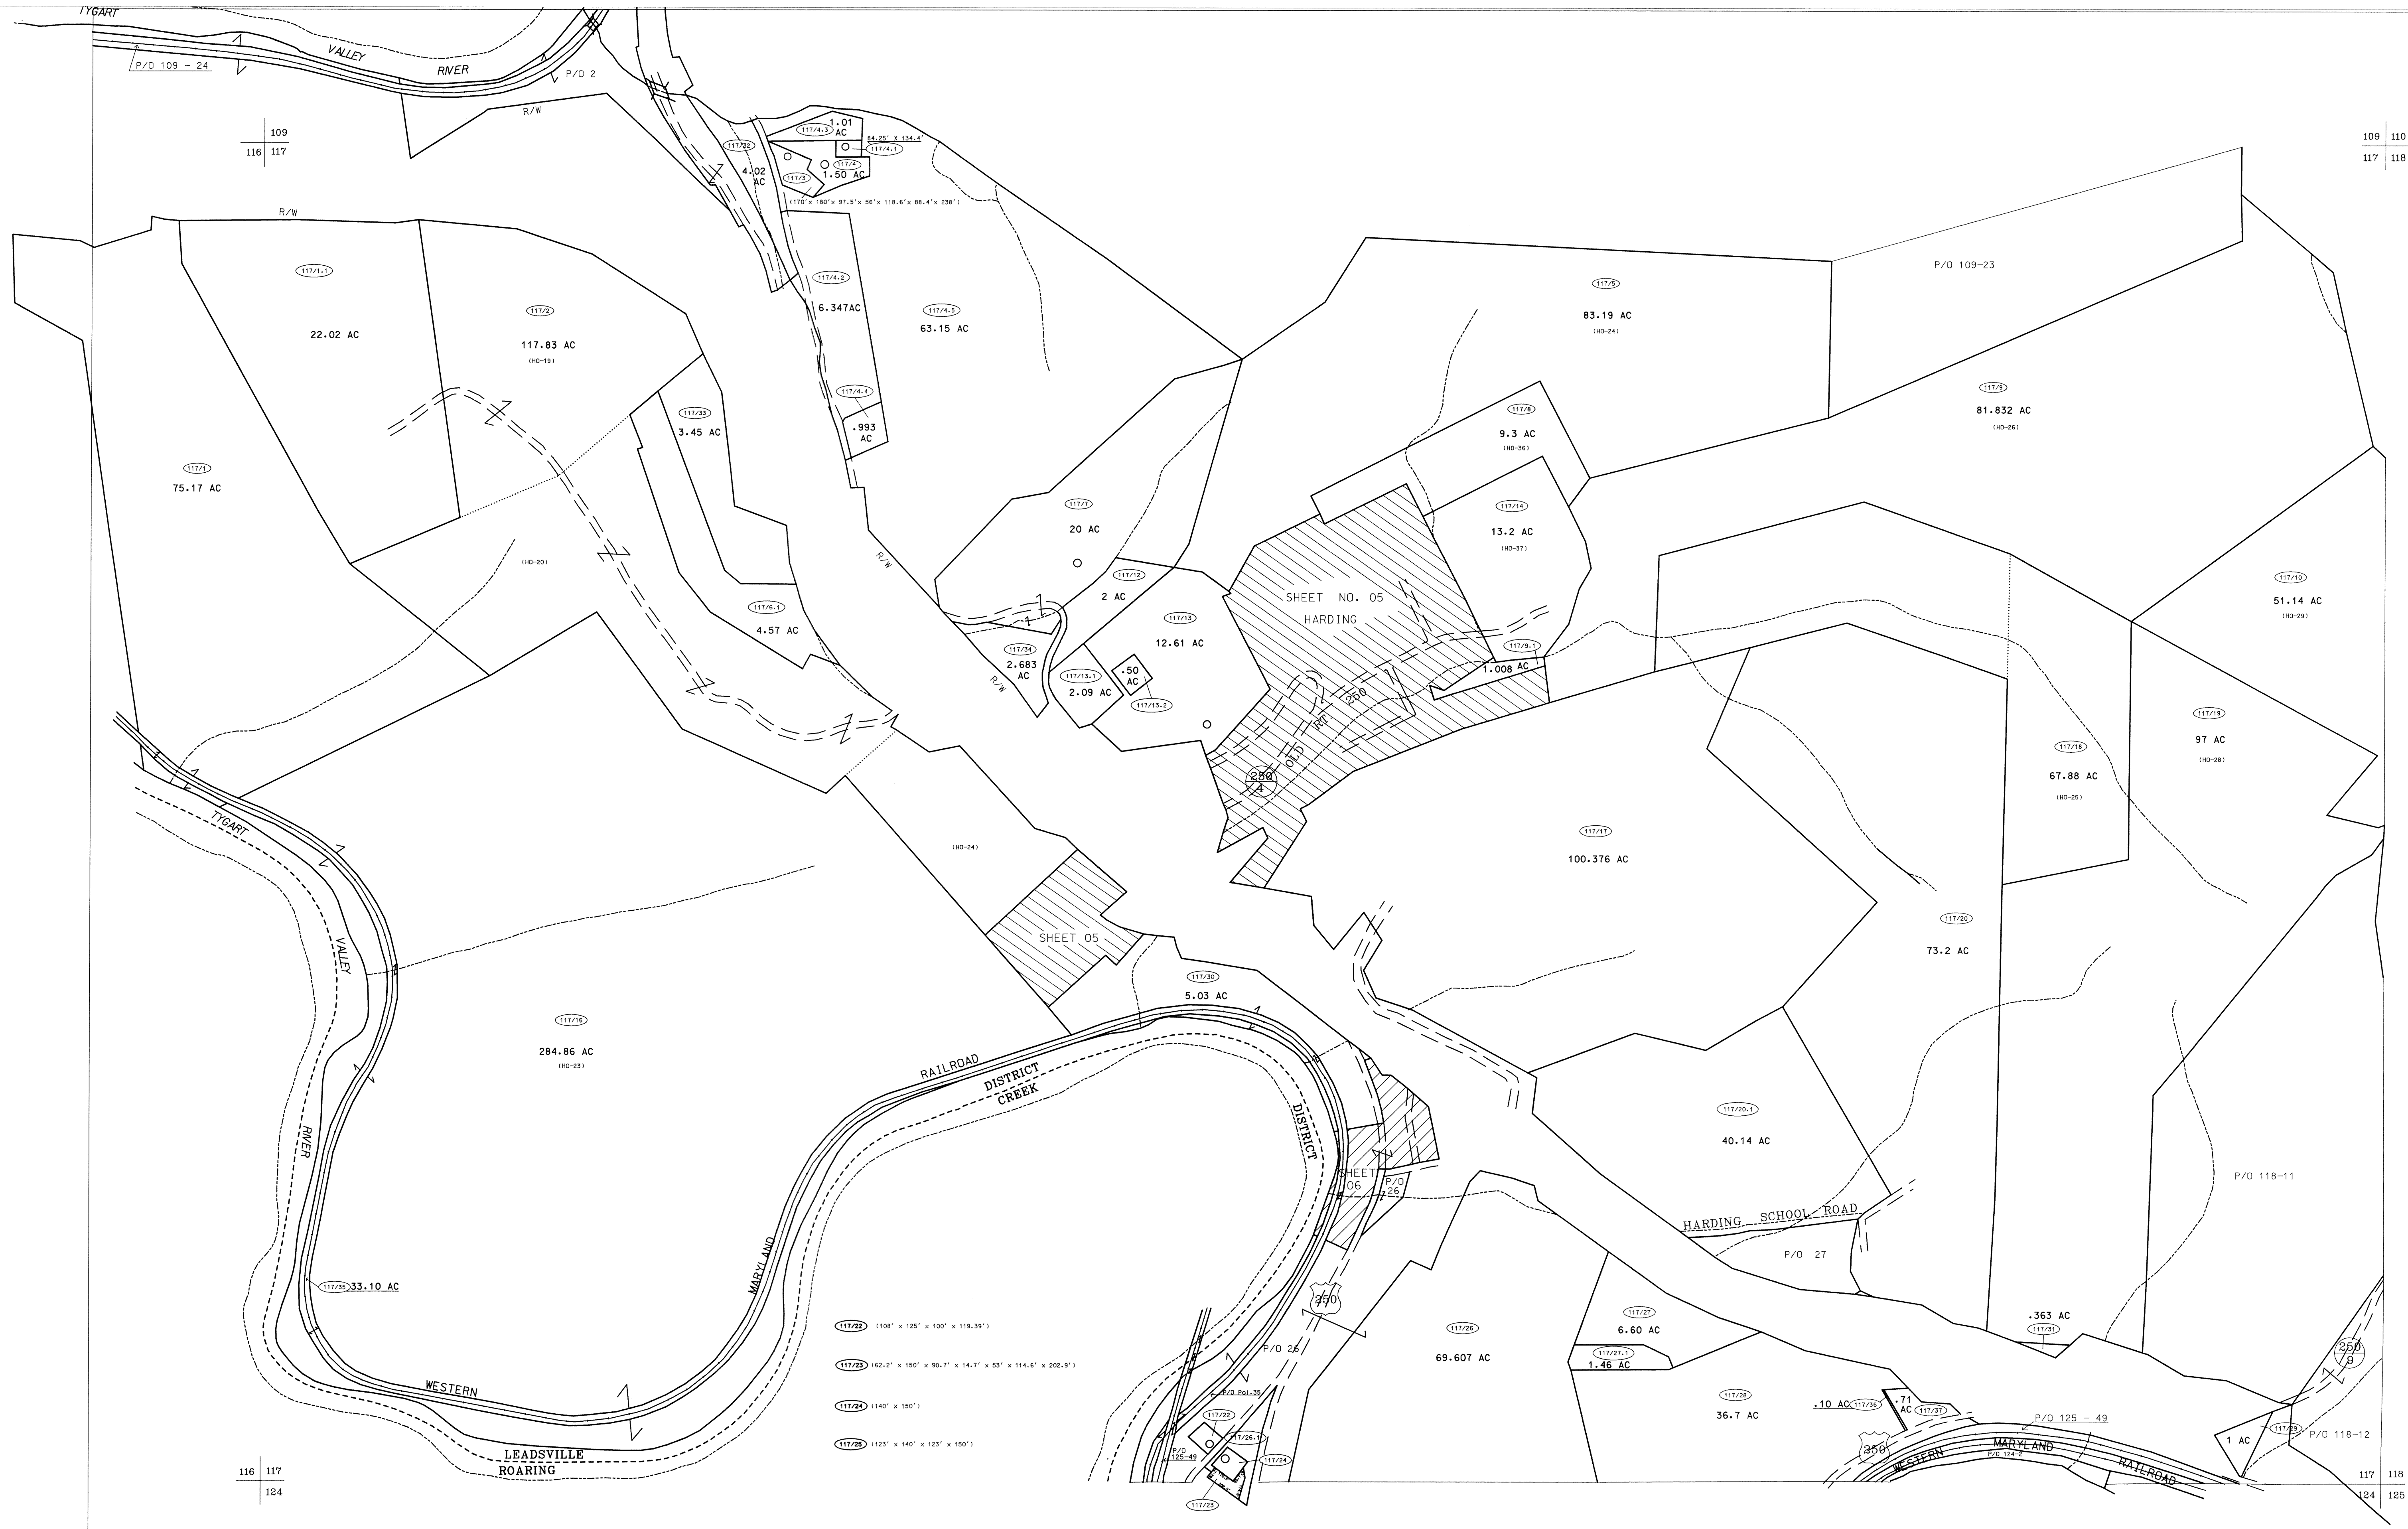 TYGART
VALLEY
RIVER
P/O 109 - 24
P/O 2
R/W
109
116 117
109 110
117 118
117/32
4.02
AC
117/4.3
1.01
AC
84.25' X 134.4'
117/4.1
117/4
1.50 AC
117/3
(170'x 180'x 97.5'x 56'x 118.6'x 88.4'x 238')
R/W
117/1.1
22.02 AC
117/2
117.83 AC
(HO-19)
117/4.2
6.347AC
117/4.5
63.15 AC
117/5
83.19 AC
(HO-24)
P/O 109-23
117/4.4
.993
AC
117/33
3.45 AC
117/8
9.3 AC
(HO-36)
117/9
81.832 AC
(HO-26)
117/1
75.17 AC
117/7
20 AC
117/14
13.2 AC
(HO-37)
R/W
(HO-20)
117/12
2 AC
117/10
51.14 AC
(HO-29)
SHEET NO. 05
HARDING
117/6.1
4.57 AC
117/13
12.61 AC
117/34
2.683
AC
R/W
117/13.1
2.09 AC
.50
AC
117/13.2
117/9.1
1.008 AC
OLD RT 250
250
4
117/19
97 AC
(HO-28)
117/18
67.88 AC
(HO-25)
TYGART
VALLEY
RIVER
(HO-24)
117/17
100.376 AC
SHEET 05
117/20
73.2 AC
117/30
5.03 AC
117/16
284.86 AC
(HO-23)
RAILROAD
DISTRICT
CREEK
DISTRICT
117/20.1
40.14 AC
SHEET
06
P/O
26
P/O 118-11
HARDING SCHOOL ROAD
P/O 27
MARYLAND
117/35 33.10 AC
250
117/22 (108' x 125' x 100' x 119.39')
117/23 (62.2' x 150' x 90.7' x 14.7' x 53' x 114.6' x 202.9')
117/24 (140' x 150')
117/25 (123' x 140' x 123' x 150')
P/O 26
117/26
69.607 AC
117/27
6.60 AC
117/27.1
1.46 AC
.363 AC
117/31
250
9
WESTERN
P/O Pcl.35
117/28
36.7 AC
.10 AC 117/36
.71
AC 117/37
P/O 125 - 49
117/22
117/26.1
117/24
P/O
125-49
117/23
250
WESTERN
MARYLAND
P/O 124-2
RAILROAD
1 AC
117/29
P/O 118-12
LEADSVILLE
ROARING
116 117
124
117 118
124 125